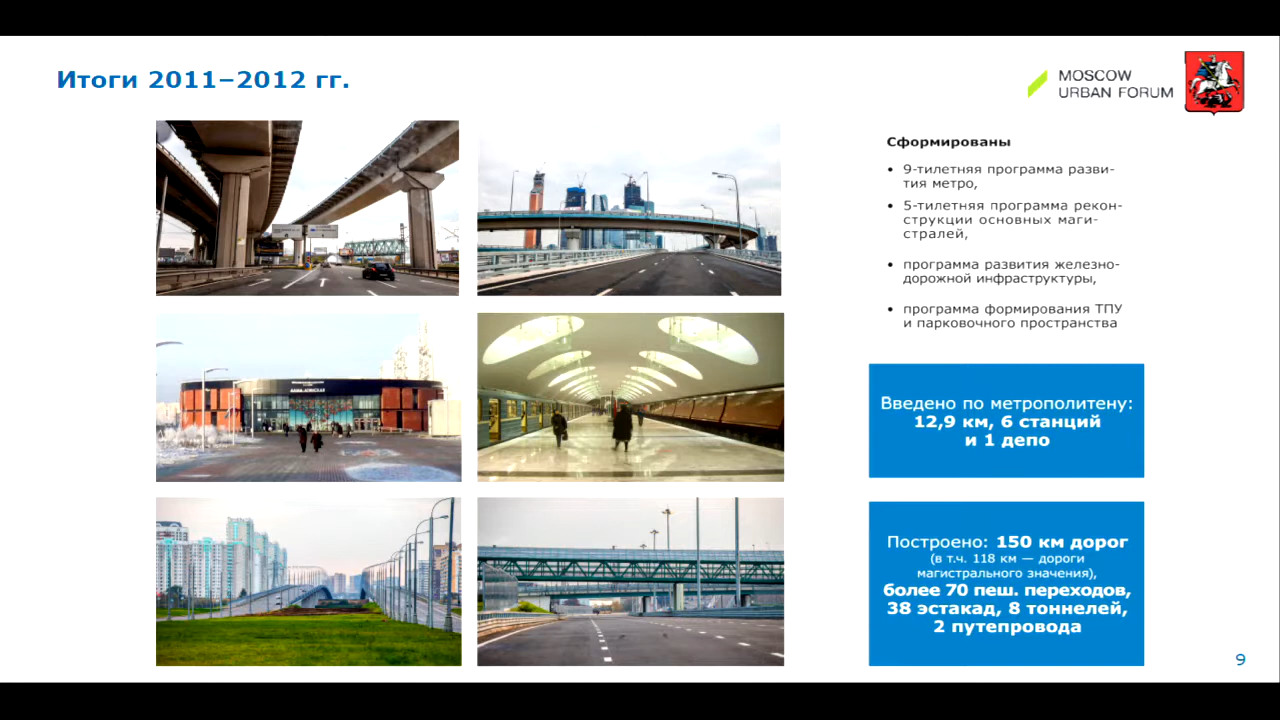 Итоги 2011–2012 гг.
MOSCOW
URBAN FORUM
Сформированы
• 9-тилетняя программа разви-
тия метро,
• 5-тилетняя программа рекон-
струкции основных маги-
стралей,
• программа развития железно-
дорожной инфраструктуры,
• программа формирования ТПУ
и парковочного пространства
Введено по метрополитену:
12,9 км, 6 станций
и 1 депо
Построено: 150 км дорог
(в т.ч. 118 км — дороги
магистрального значения),
более 70 пеш. переходов,
38 эстакад, 8 тоннелей,
2 путепровода
9